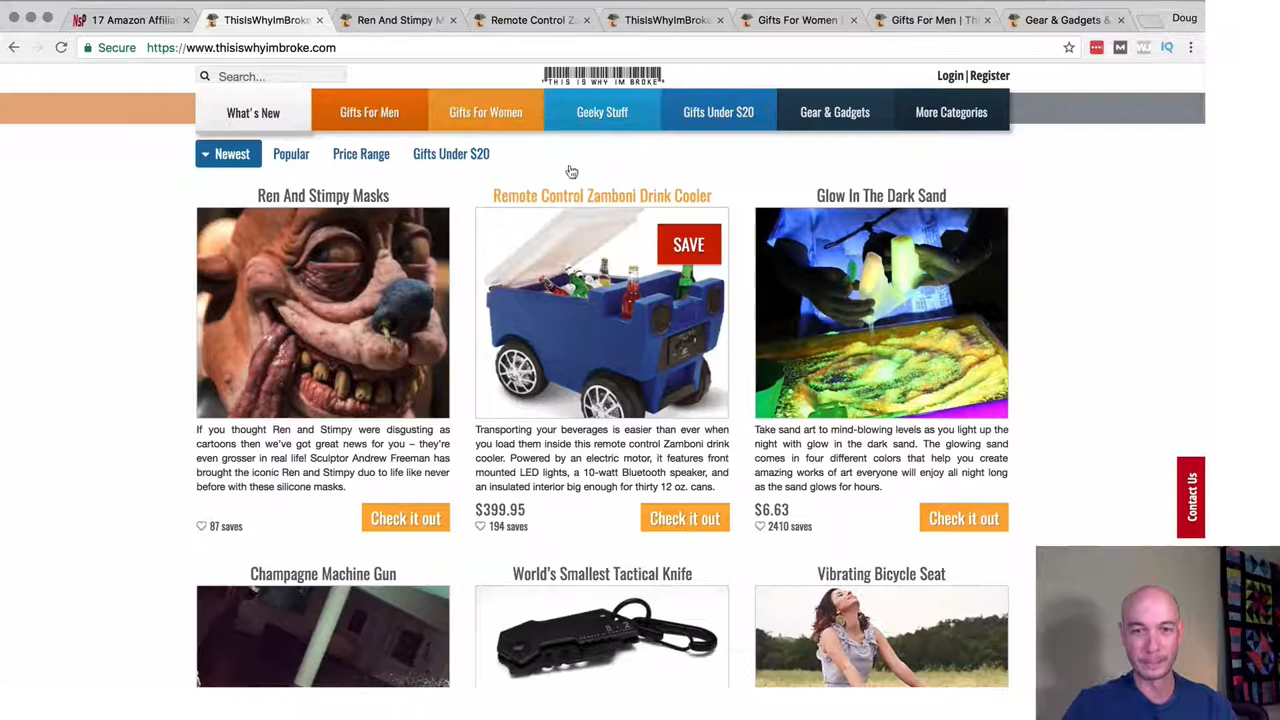 17 Amazon Affilia
ThisIsWhyImBroke
Ren And Stimpy M
Remote Control Za
ThisIsWhyImBroke
Gifts For Women |
Gifts For Men | Th
Gear & Gadgets &
Doug
Secure https://www.thisiswhyimbroke.com
Search...
THIS IS WHY IM BROKE
Login | Register
What's New
Gifts For Men
Gifts For Women
Geeky Stuff
Gifts Under $20
Gear & Gadgets
More Categories
Newest
Popular
Price Range
Gifts Under $20
Ren And Stimpy Masks
If you thought Ren and Stimpy were disgusting as
cartoons then we've got great news for you – they're
even grosser in real life! Sculptor Andrew Freeman has
brought the iconic Ren and Stimpy duo to life like never
before with these silicone masks.
87 saves
Check it out
Remote Control Zamboni Drink Cooler
SAVE
Transporting your beverages is easier than ever when
you load them inside this remote control Zamboni drink
cooler. Powered by an electric motor, it features front
mounted LED lights, a 10-watt Bluetooth speaker, and
an insulated interior big enough for thirty 12 oz. cans.
$399.95
194 saves
Check it out
Glow In The Dark Sand
Take sand art to mind-blowing levels as you light up the
night with glow in the dark sand. The glowing sand
comes in four different colors that help you create
amazing works of art everyone will enjoy all night long
as the sand glows for hours.
$6.63
2410 saves
Check it out
Contact Us
Champagne Machine Gun
World's Smallest Tactical Knife
Vibrating Bicycle Seat